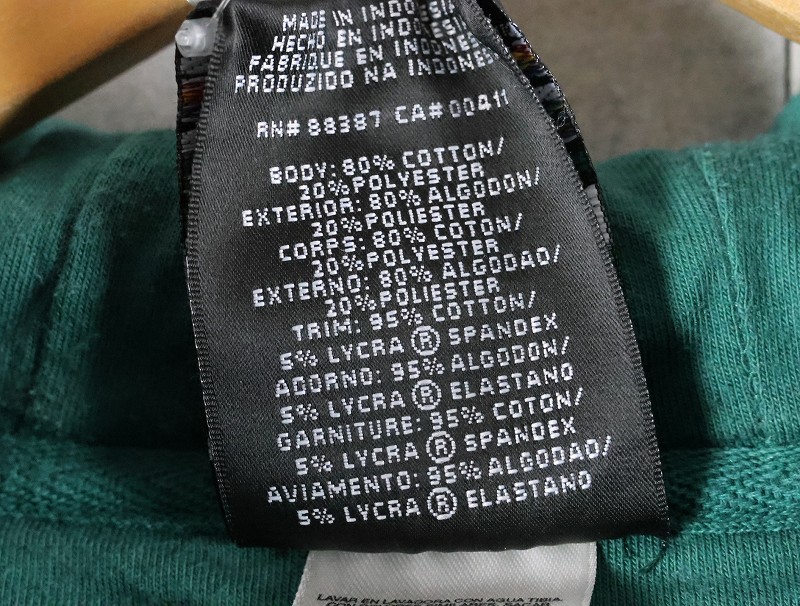 MADE IN INDONESIA
HECHO EN INDONESIA
FABRIQUE EN INDONES
PRODUZIDO NA INDONES
RN# 88387 CA# 00411
BODY: 80% COTTON/
20% POLYESTER
EXTERIOR: 80% ALGODON/
20% POLIESTER
CORPS: 80% COTON/
20% POLYESTER
EXTERNO: 80% ALGODAO/
20% POLIESTER
TRIM: 95% COTTON/
5% LYCRA ® SPANDEX
ADORNO: 95% ALGODON/
5% LYCRA ® ELASTANO
GARNITURE: 95% COTON/
5% LYCRA ® SPANDEX
AVIAMENTO: 95% ALGODAO/
5% LYCRA ® ELASTANO
LAVAR EN LAVADORA CON AGUA TIBIA.